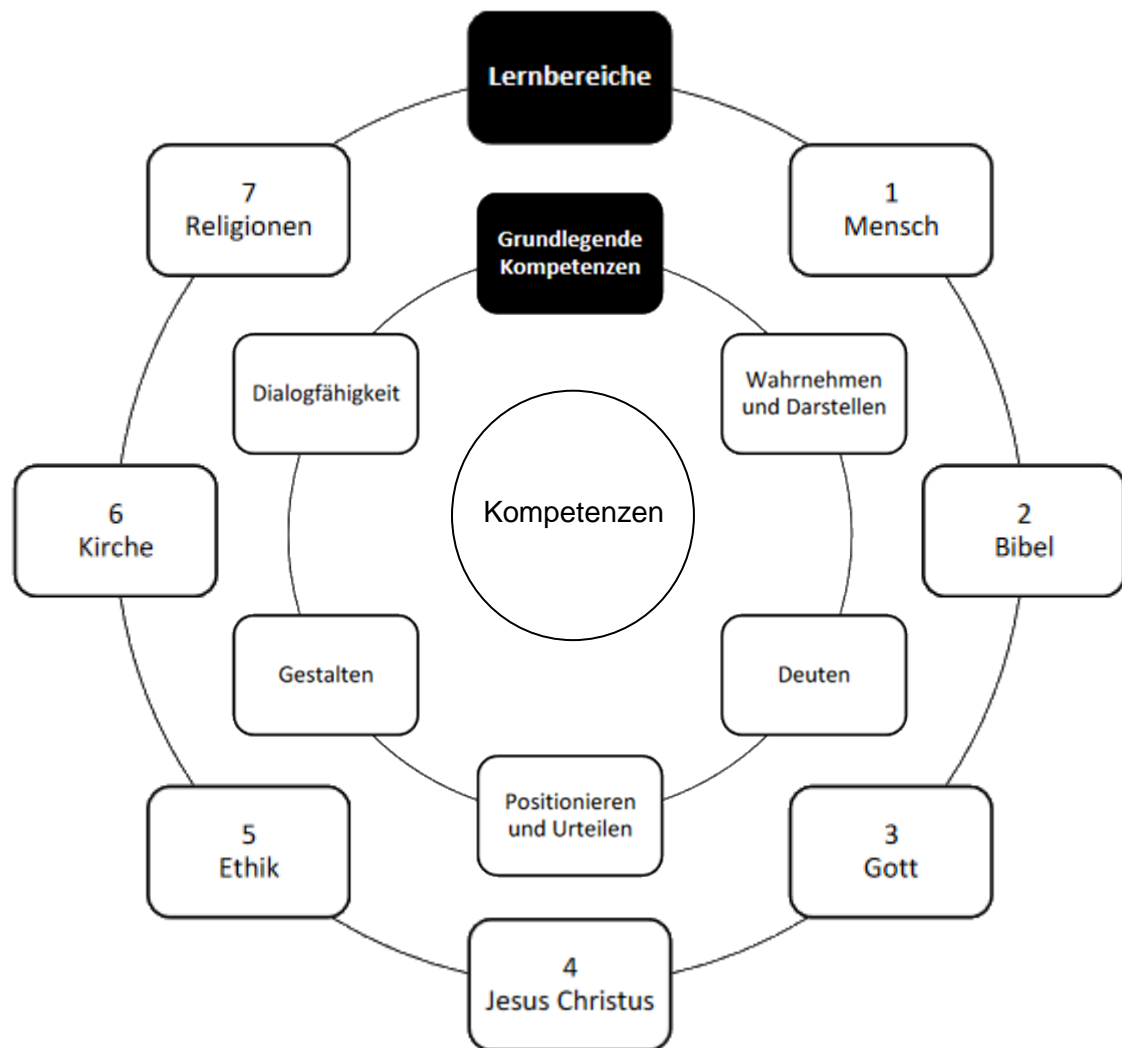 Lernbereiche
1
Mensch
2
Bibel
3
Gott
4
Jesus Christus
5
Ethik
6
Kirche
7
Religionen
Grundlegende
Kompetenzen
Wahrnehmen
und Darstellen
Deuten
Positionieren
und Urteilen
Gestalten
Dialogfähigkeit
Kompetenzen